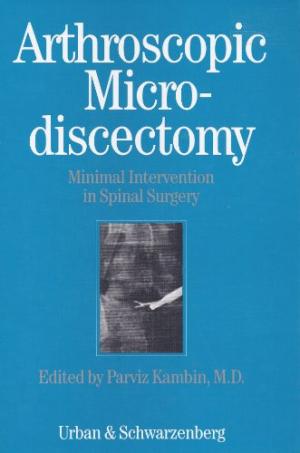 Arthroscopic
Micro-
discectomy
Minimal Intervention
in Spinal Surgery
Edited by Parviz Kambin, M.D.
Urban & Schwarzenberg